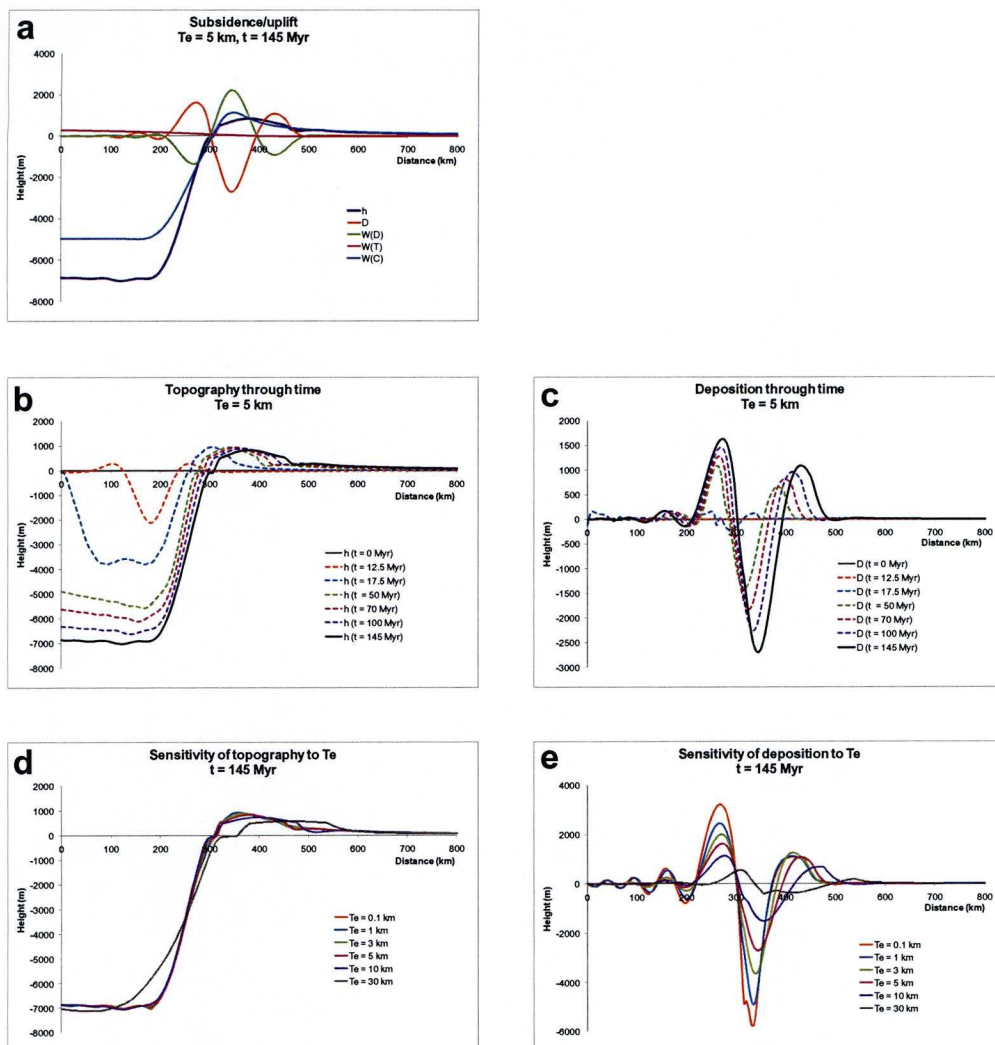 a
Subsidence/uplift
Te = 5 km, t = 145 Myr
4000
2000
0
-2000
-4000
-6000
-8000
0 100 200 300 400 500 600 700 800
Distance (km)
Height (m)
h
D
W(D)
W(T)
W(C)
b
Topography through time
Te = 5 km
2000
1000
0
-1000
-2000
-3000
-4000
-5000
-6000
-7000
-8000
0 100 200 300 400 500 600 700 800
Distance (km)
Height (m)
h (t = 0 Myr)
h (t = 12.5 Myr)
h (t = 17.5 Myr)
h (t = 50 Myr)
h (t = 70 Myr)
h (t = 100 Myr)
h (t = 145 Myr)
c
Deposition through time
Te = 5 km
2000
1500
1000
500
0
-500
-1000
-1500
-2000
-2500
-3000
0 100 200 300 400 500 600 700 800
Distance (km)
Height (m)
D (t = 0 Myr)
D (t = 12.5 Myr)
D (t = 17.5 Myr)
D (t = 50 Myr)
D (t = 70 Myr)
D (t = 100 Myr)
D (t = 145 Myr)
d
Sensitivity of topography to Te
t = 145 Myr
2000
1000
0
-1000
-2000
-3000
-4000
-5000
-6000
-7000
-8000
0 100 200 300 400 500 600 700 800
Distance (km)
Height (m)
Te = 0.1 km
Te = 1 km
Te = 3 km
Te = 5 km
Te = 10 km
Te = 30 km
e
Sensitivity of deposition to Te
t = 145 Myr
4000
2000
0
-2000
-4000
-6000
0 100 200 300 400 500 600 700 800
Distance (km)
Height (m)
Te = 0.1 km
Te = 1 km
Te = 3 km
Te = 5 km
Te = 10 km
Te = 30 km